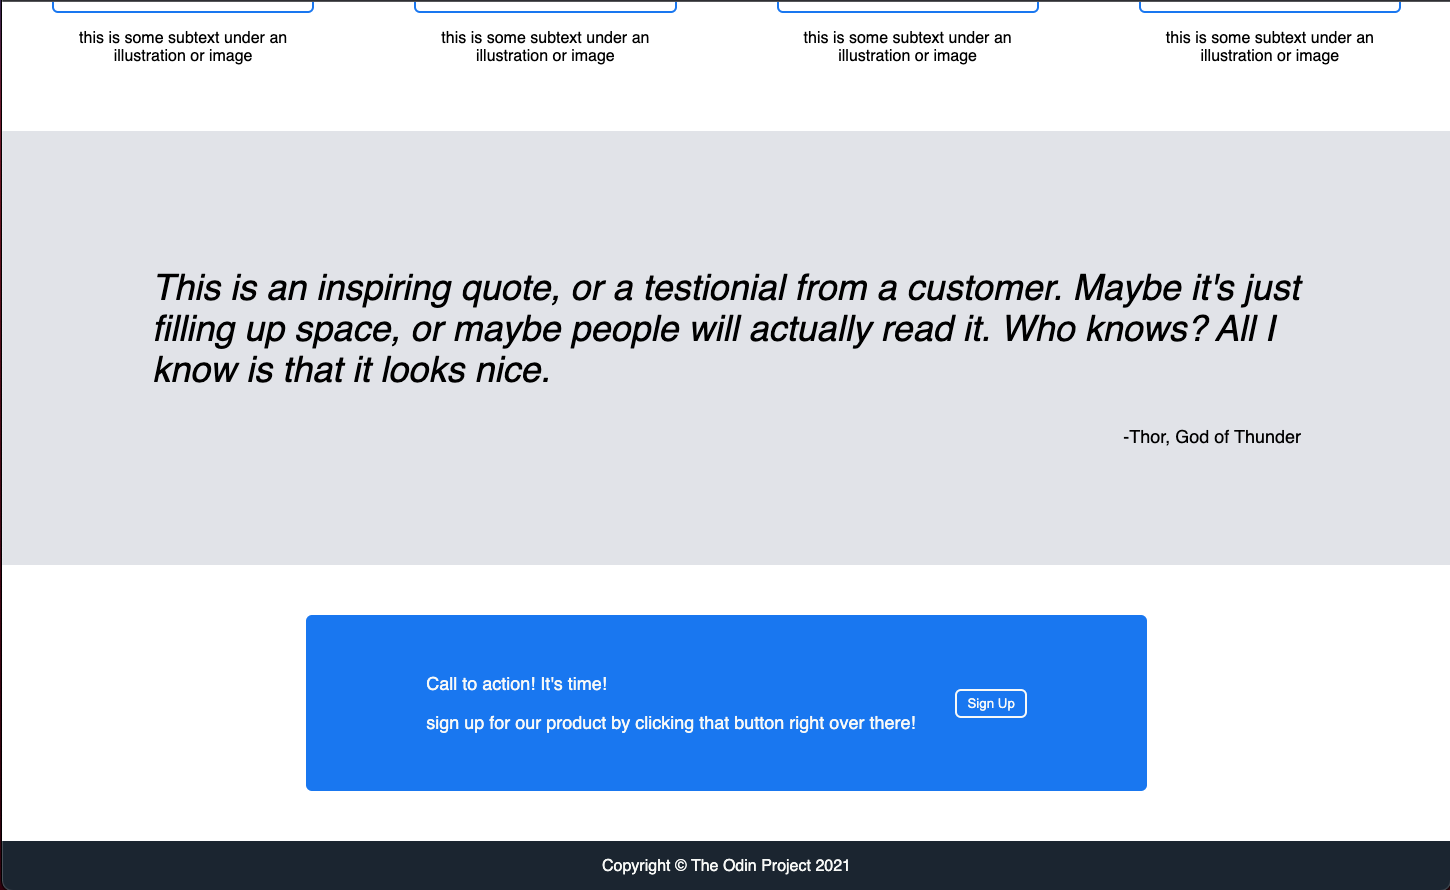 this is some subtext under an
illustration or image
this is some subtext under an
illustration or image
this is some subtext under an
illustration or image
this is some subtext under an
illustration or image
This is an inspiring quote, or a testionial from a customer. Maybe it's just
filling up space, or maybe people will actually read it. Who knows? All I
know is that it looks nice.
-Thor, God of Thunder
Call to action! It's time!
sign up for our product by clicking that button right over there!
Sign Up
Copyright © The Odin Project 2021